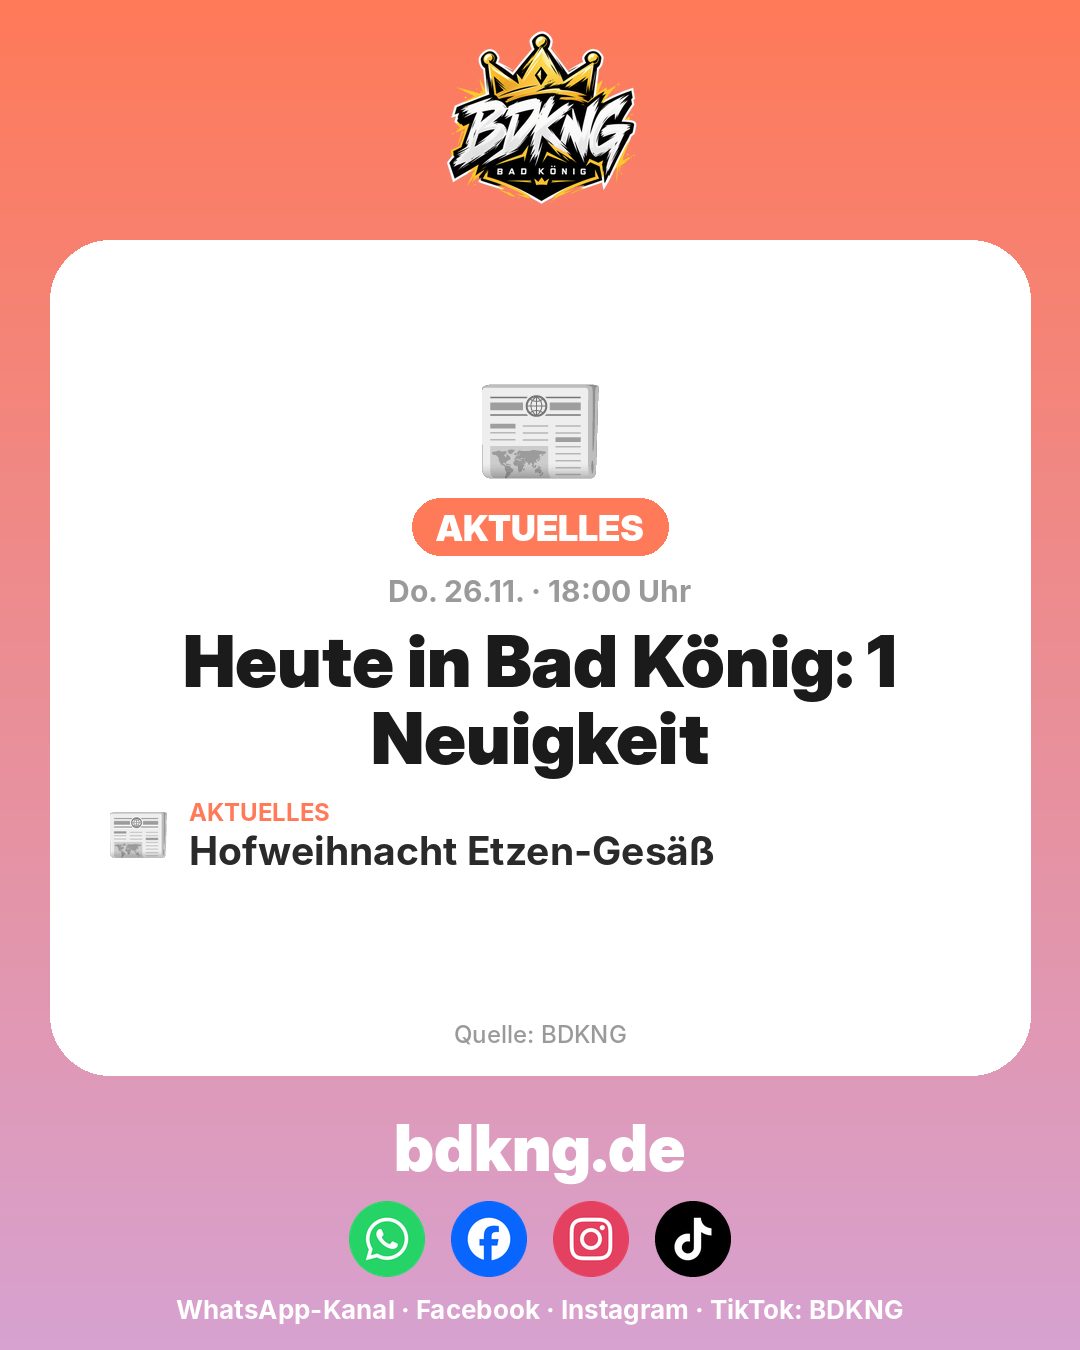 BDKNG
BAD KÖNIG
AKTUELLES
Do. 26.11. · 18:00 Uhr
Heute in Bad König: 1
Neuigkeit
AKTUELLES
Hofweihnacht Etzen-Gesäß
Quelle: BDKNG
bdkng.de
WhatsApp-Kanal · Facebook · Instagram · TikTok: BDKNG